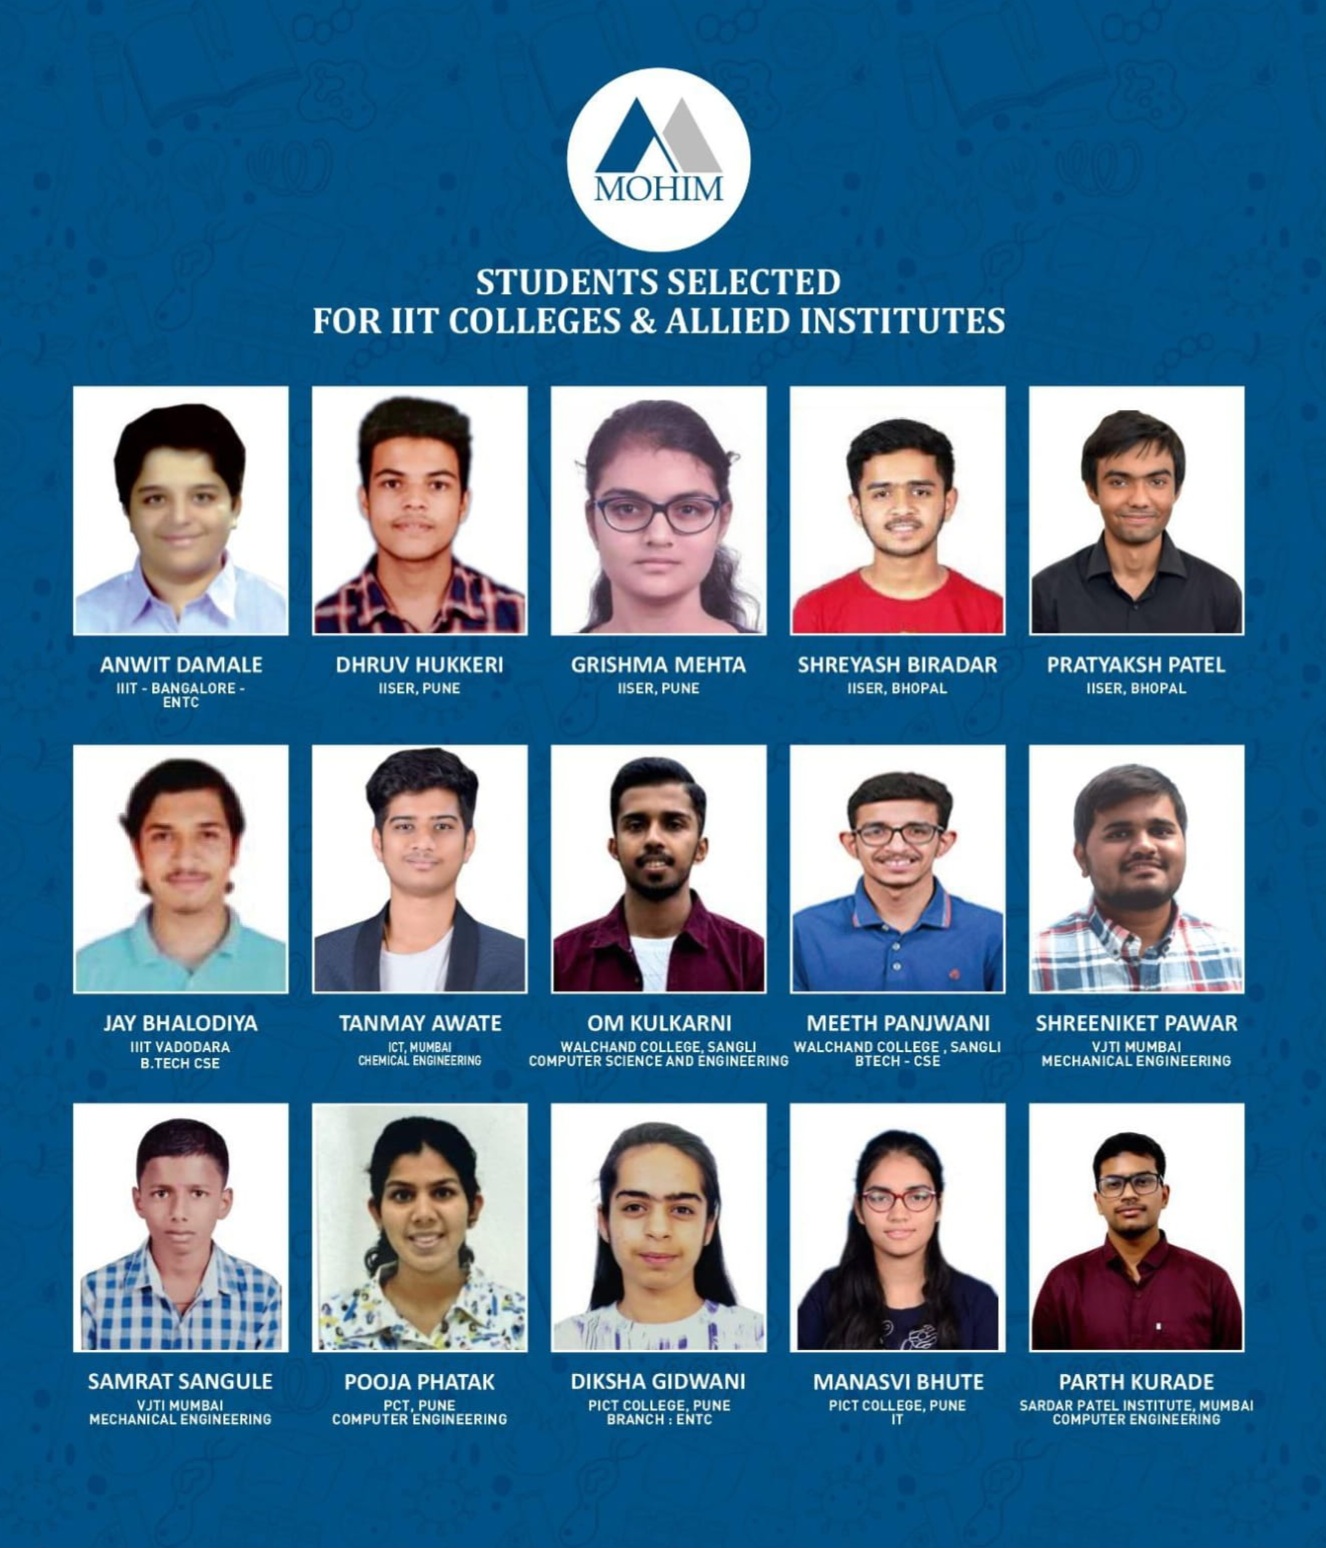 MOHIM
STUDENTS SELECTED
FOR IIT COLLEGES & ALLIED INSTITUTES
ANWIT DAMALE
IIIT - BANGALORE -
ENTC
DHRUV HUKKERI
IISER, PUNE
GRISHMA MEHTA
IISER, PUNE
SHREYASH BIRADAR
IISER, BHOPAL
PRATYAKSH PATEL
IISER, BHOPAL
JAY BHALODIYA
IIIT VADODARA
B.TECH CSE
TANMAY AWATE
ICT, MUMBAI
CHEMICAL ENGINEERING
OM KULKARNI
WALCHAND COLLEGE, SANGLI
COMPUTER SCIENCE AND ENGINEERING
MEETH PANJWANI
WALCHAND COLLEGE , SANGLI
BTECH - CSE
SHREENIKET PAWAR
VJTI MUMBAI
MECHANICAL ENGINEERING
SAMRAT SANGULE
VJTI MUMBAI
MECHANICAL ENGINEERING
POOJA PHATAK
PCT, PUNE
COMPUTER ENGINEERING
DIKSHA GIDWANI
PICT COLLEGE, PUNE
BRANCH : ENTC
MANASVI BHUTE
PICT COLLEGE, PUNE
IT
PARTH KURADE
SARDAR PATEL INSTITUTE, MUMBAI
COMPUTER ENGINEERING